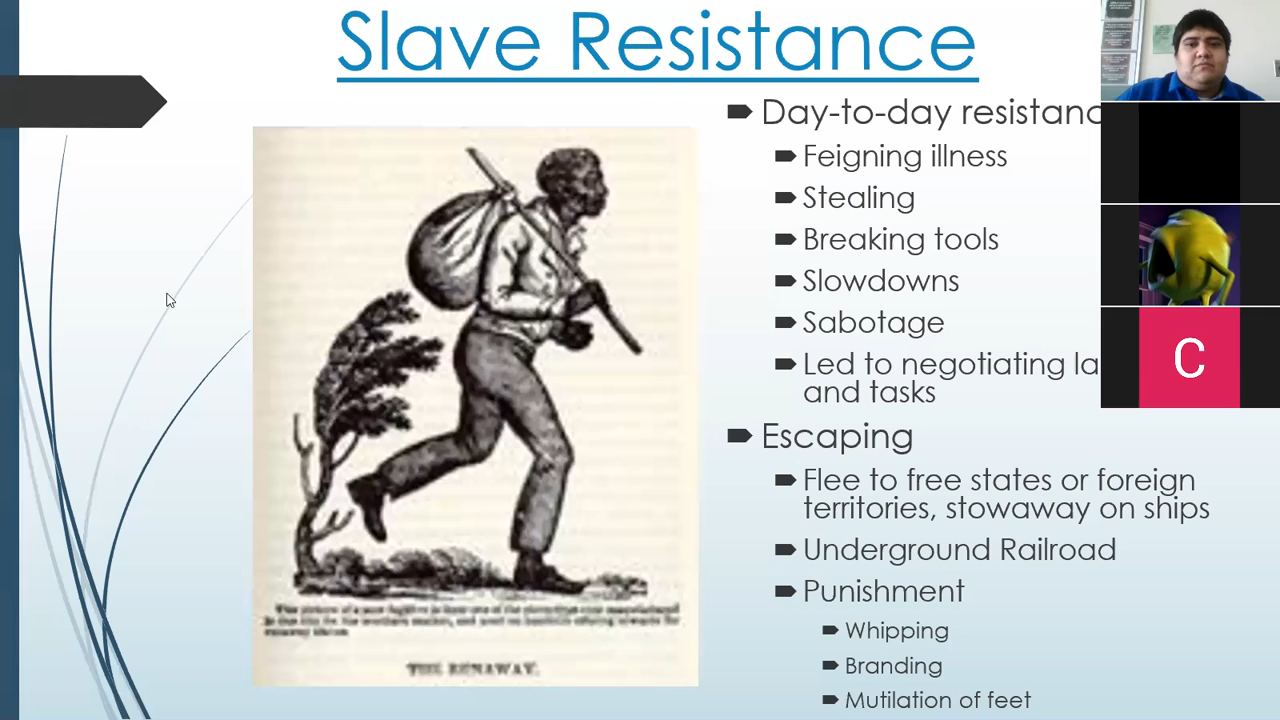 Slave Resistance
Day-to-day resistanc
Feigning illness
Stealing
Breaking tools
Slowdowns
Sabotage
Led to negotiating la
and tasks
Escaping
Flee to free states or foreign
territories, stowaway on ships
Underground Railroad
Punishment
Whipping
Branding
Mutilation of feet
THE RUNAWAY.
C